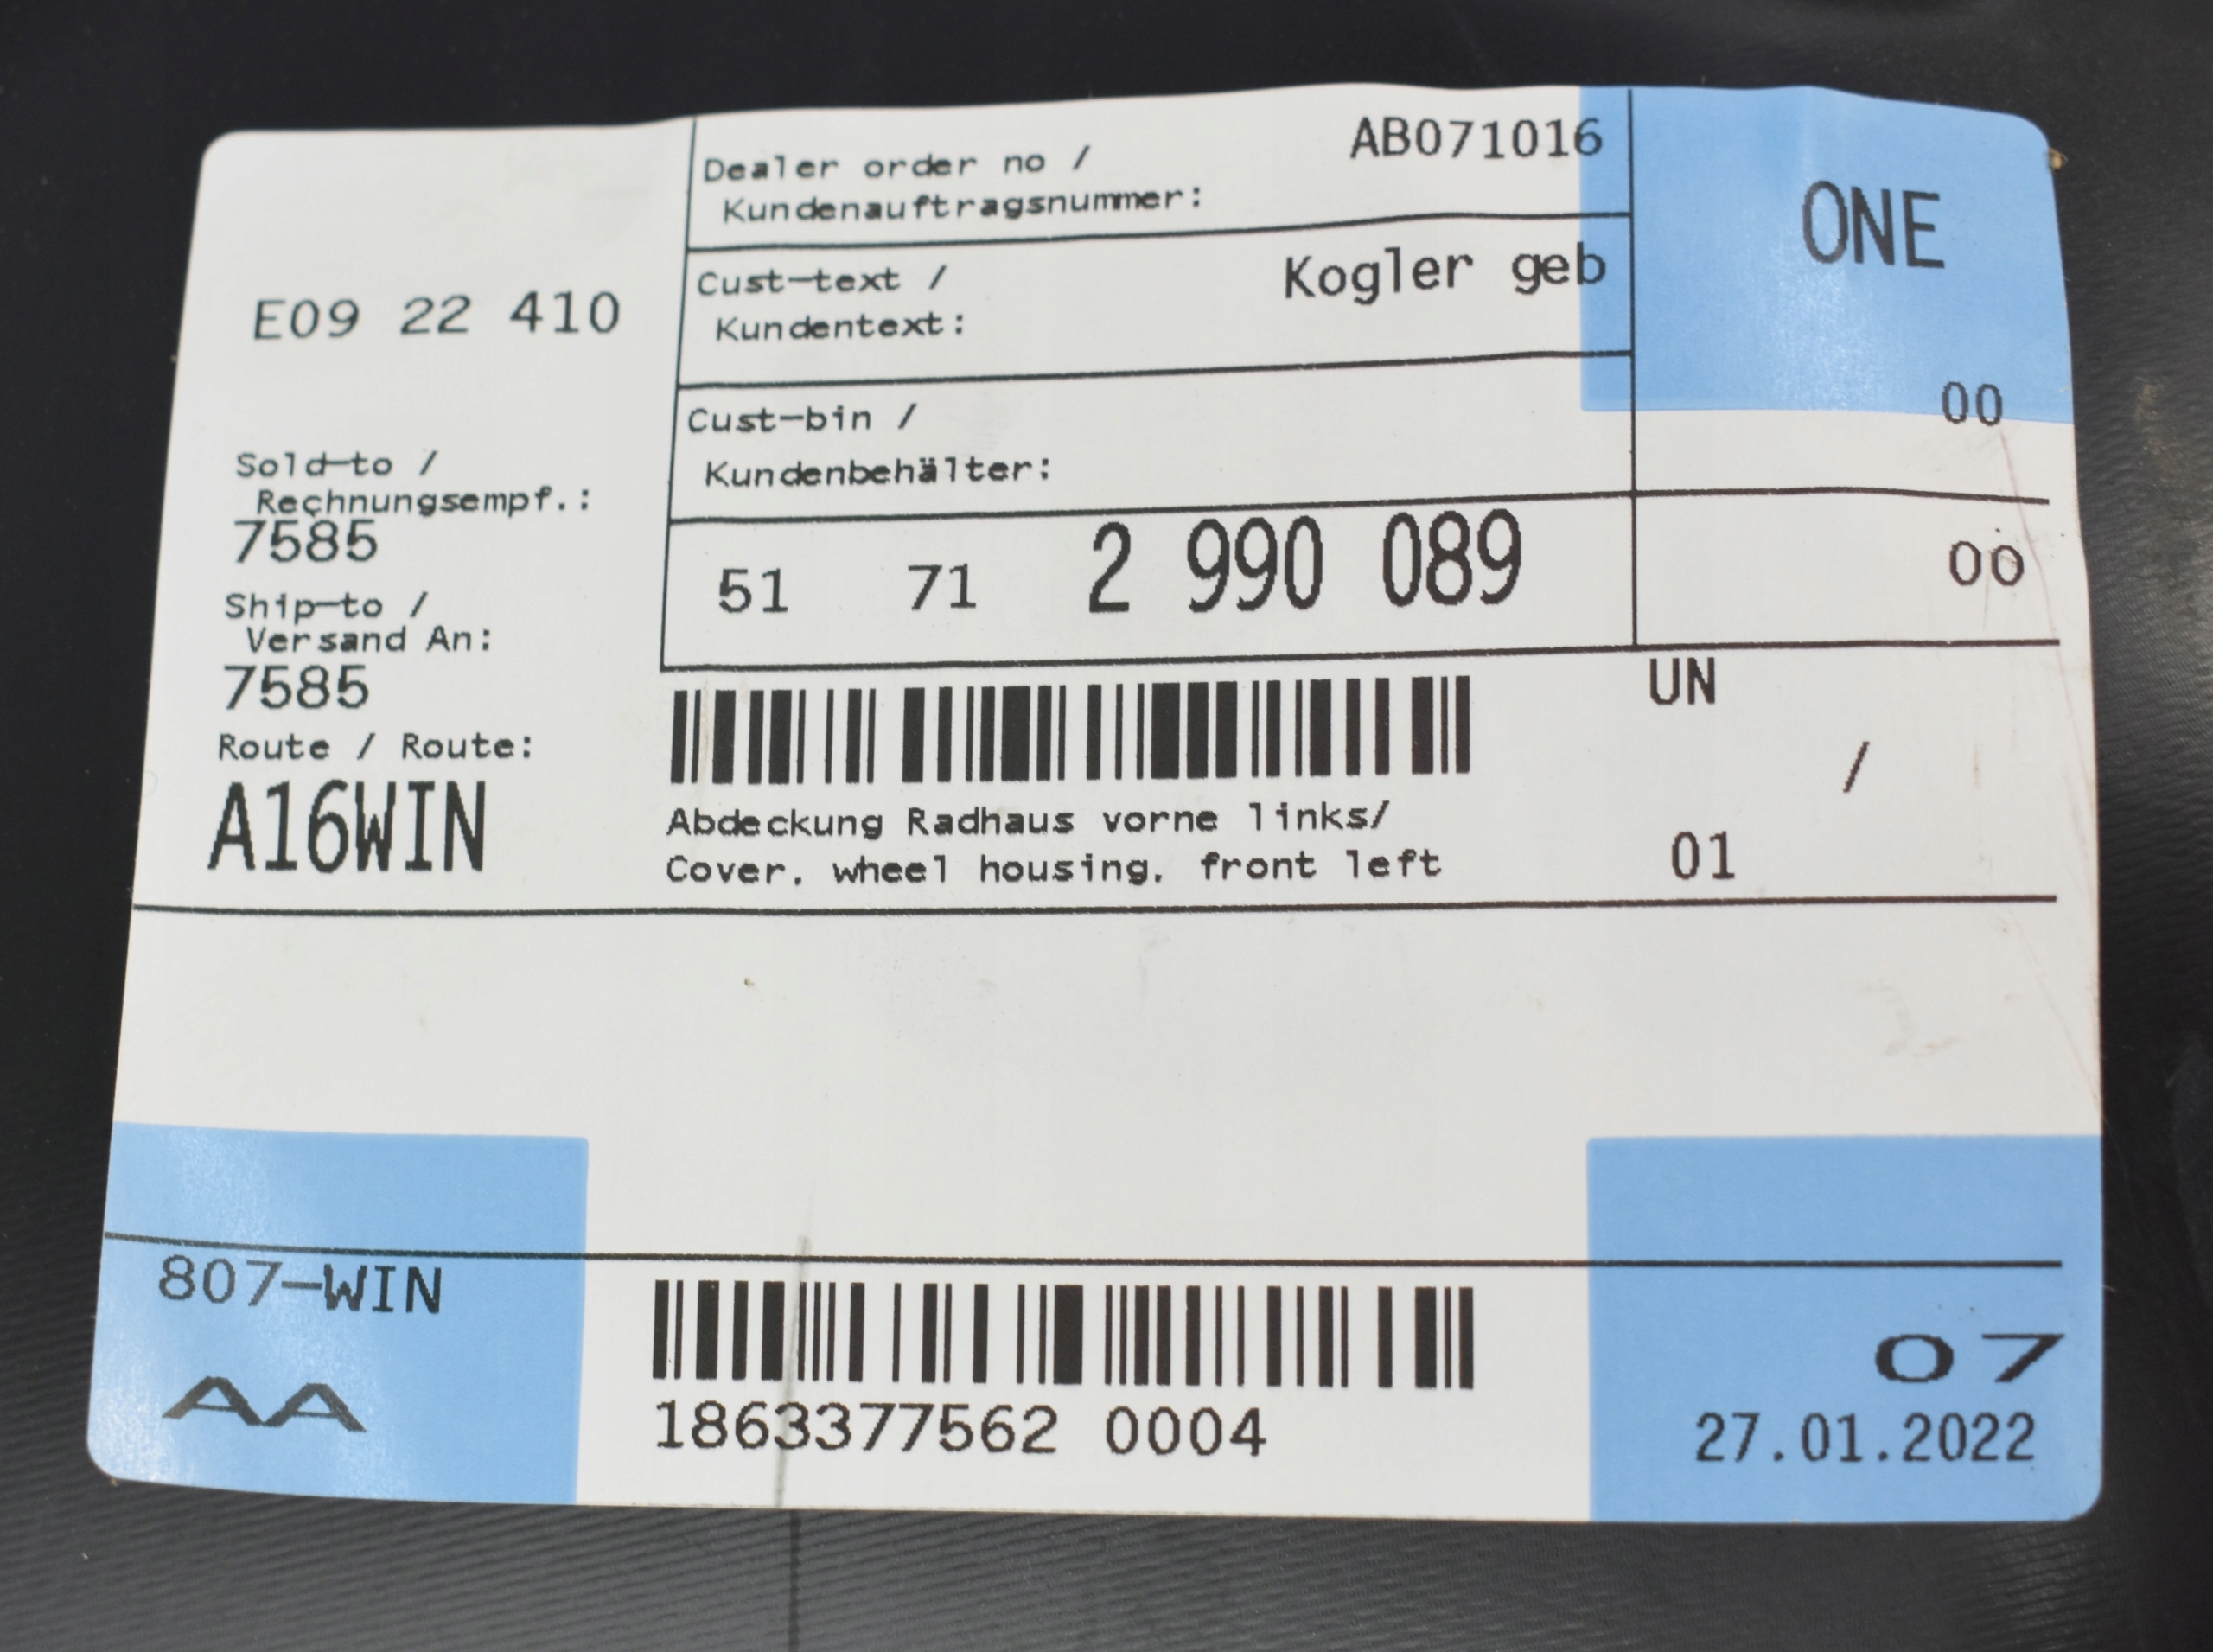 Dealer order no /
Kundenauftragsnummer:
AB071016
ONE
E09 22 410
Cust-text /
Kundentext:
Kogler geb
00
Cust-bin /
Kundenbehälter:
Sold-to /
Rechnungsempf.:
7585
51 71 2 990 089
00
Ship-to /
Versand An:
7585
UN
/
01
Route / Route:
A16WIN
Abdeckung Radhaus vorne links/
Cover, wheel housing, front left
807-WIN
AA
1863377562 0004
07
27.01.2022